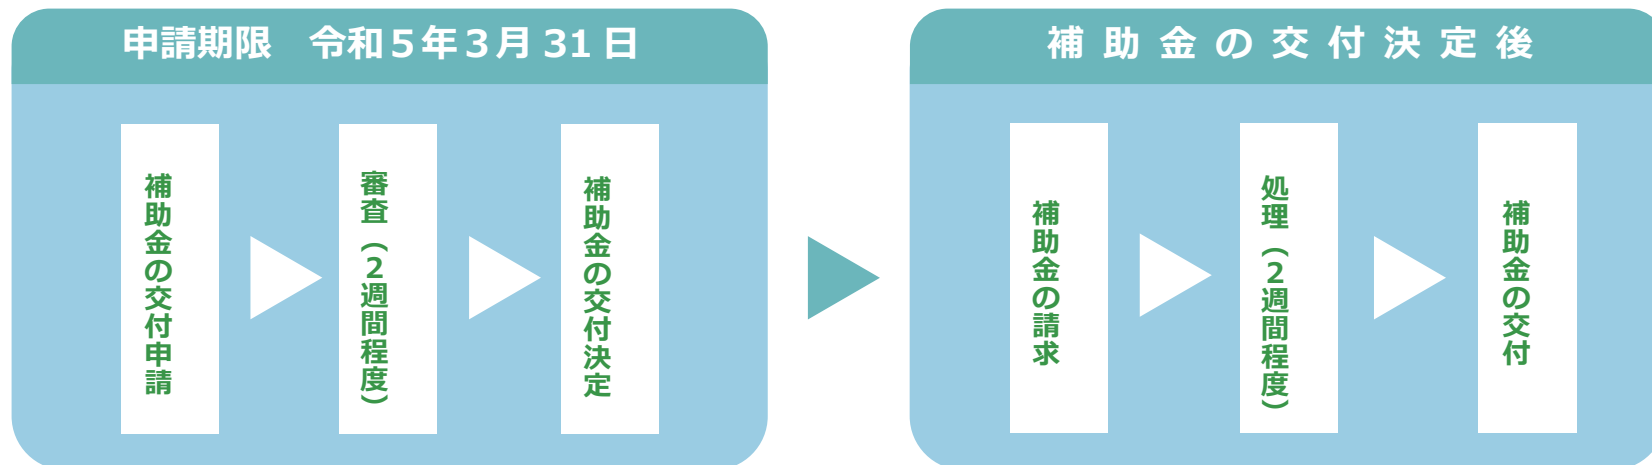 申請期限　令和５年３月 31 日
補助金の交付申請
審査（２週間程度）
補助金の交付決定
補助金の交付決定後
補助金の請求
処理（２週間程度）
補助金の交付